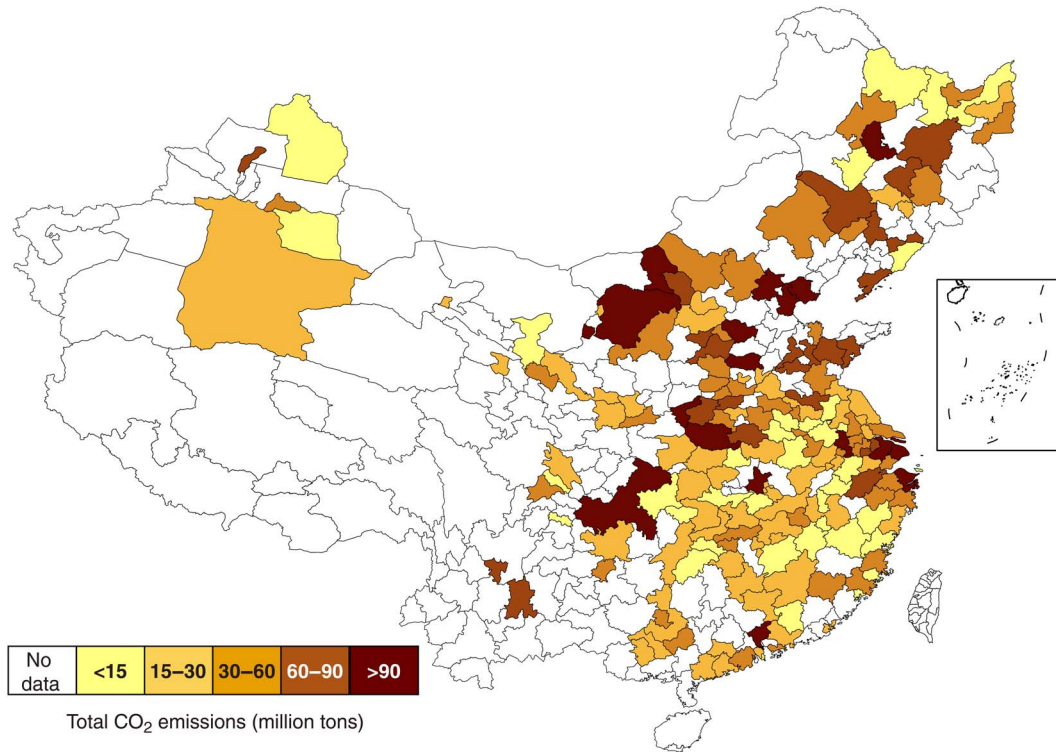 No data
<15
15–30
30–60
60–90
>90
Total CO₂ emissions (million tons)